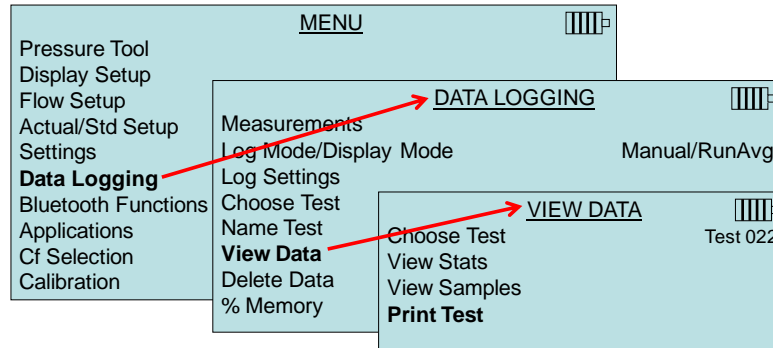 MENU
Pressure Tool
Display Setup
Flow Setup
Actual/Std Setup
Settings
Data Logging
Bluetooth Functions
Applications
Cf Selection
Calibration
DATA LOGGING
Measurements
Log Mode/Display Mode Manual/RunAvg
Log Settings
Choose Test
Name Test
View Data
Delete Data
% Memory
VIEW DATA
Choose Test Test 022
View Stats
View Samples
Print Test